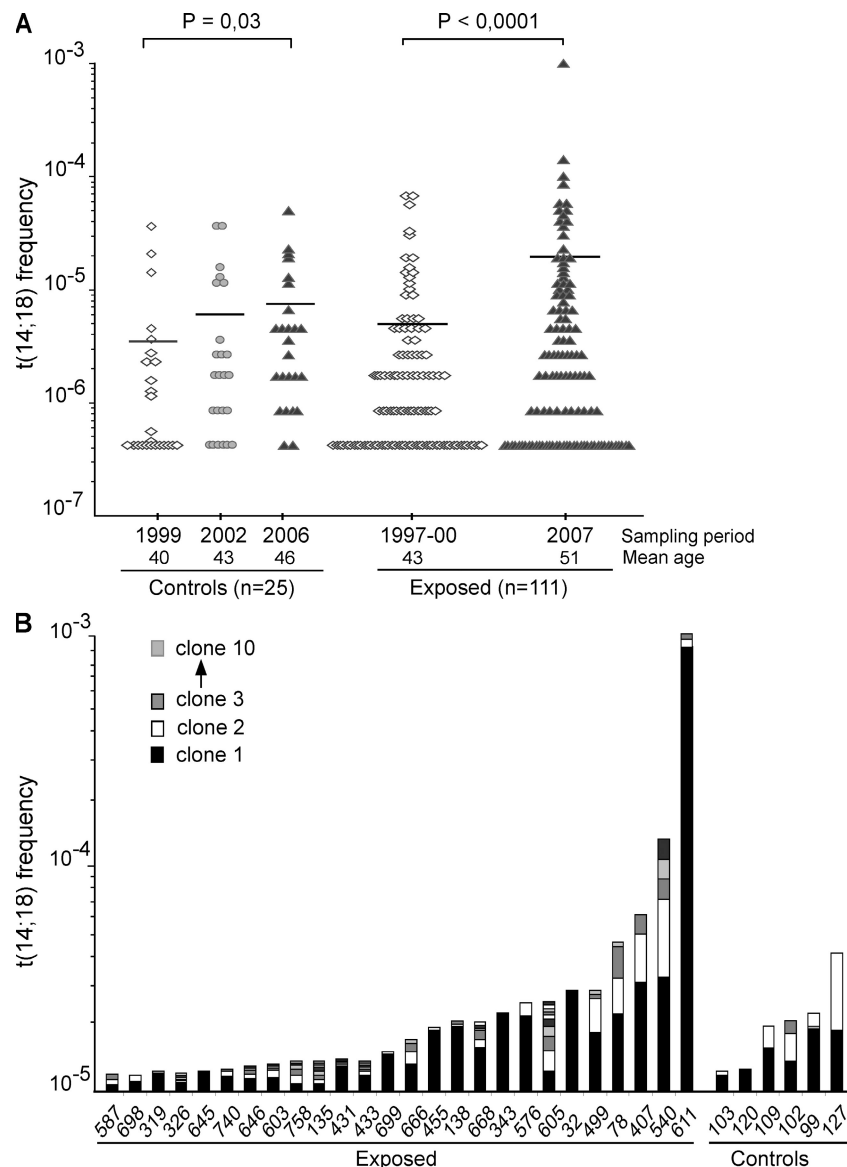 A
P = 0,03
P < 0,0001
10-3
10-4
10-5
10-6
10-7
t(14;18) frequency
1999 2002 2006 1997-00 2007 Sampling period
40 43 46 43 51 Mean age
Controls (n=25) Exposed (n=111)
B
10-3
10-4
10-5
t(14;18) frequency
clone 10
clone 3
clone 2
clone 1
587 698 319 326 645 740 646 603 758 135 431 433 699 666 455 138 668 343 576 605 32 499 78 407 540 611 103 120 109 102 99 127
Exposed Controls